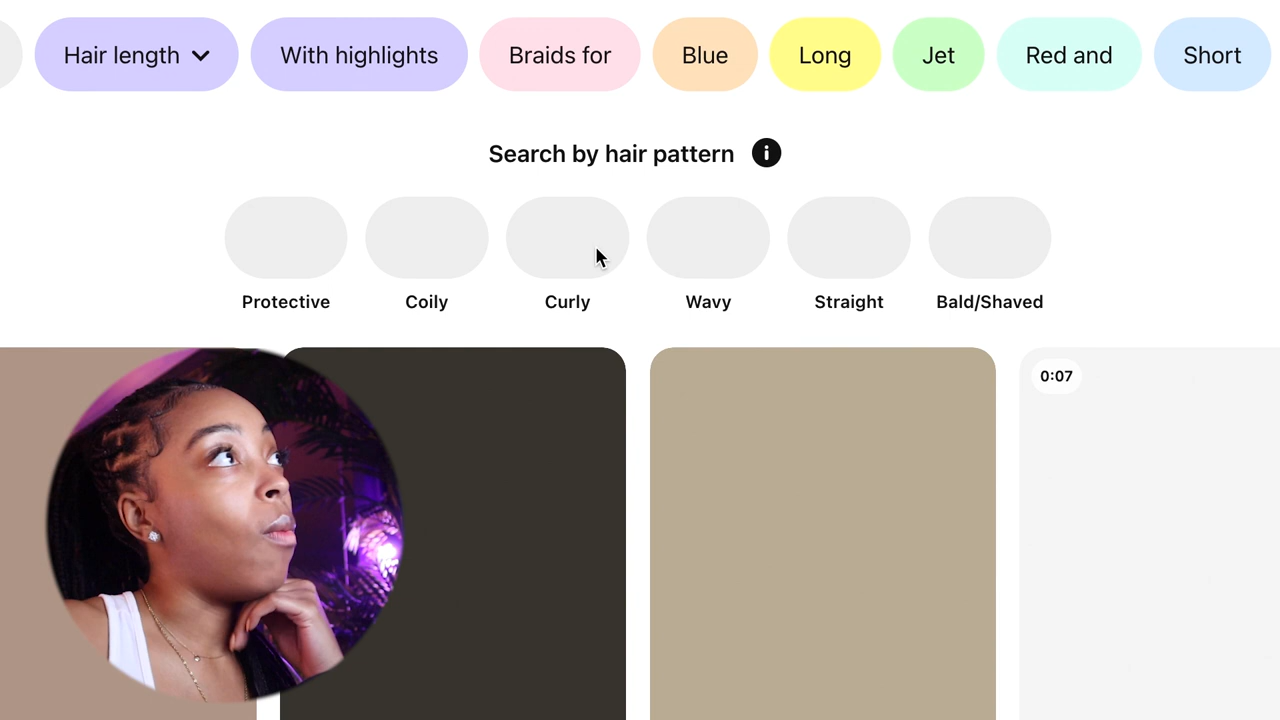 Hair length With highlights Braids for Blue Long Jet Red and Short
Search by hair pattern
Protective Coily Curly Wavy Straight Bald/Shaved
0:07